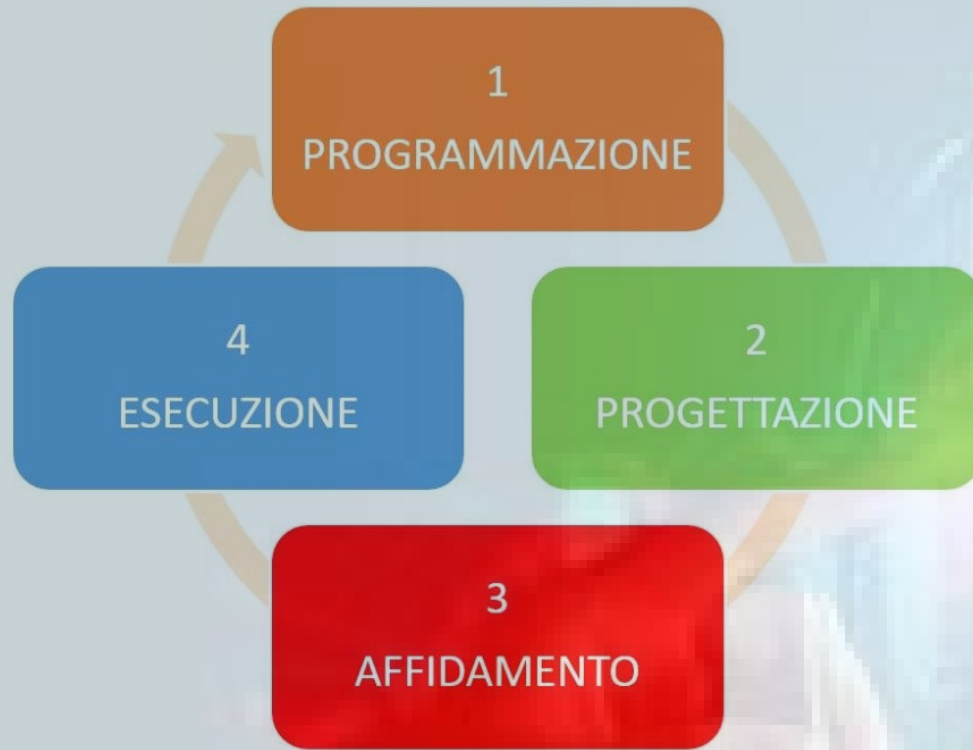 1
PROGRAMMAZIONE
2
PROGETTAZIONE
3
AFFIDAMENTO
4
ESECUZIONE